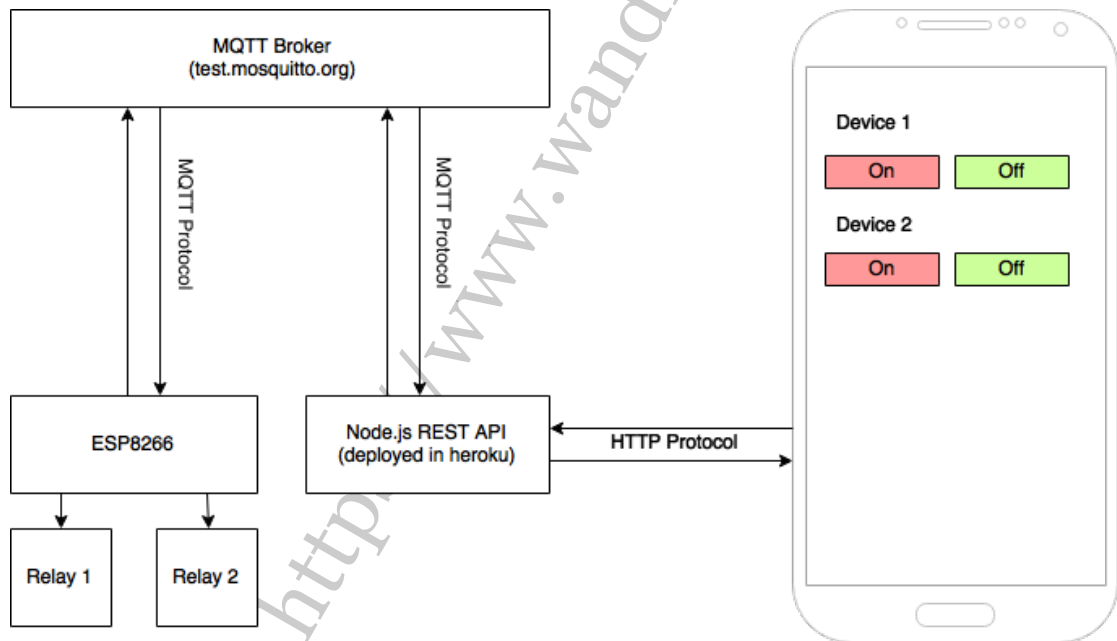 MQTT Broker
(test.mosquitto.org)
MQTT Protocol
MQTT Protocol
ESP8266
Node.js REST API
(deployed in heroku)
HTTP Protocol
Relay 1
Relay 2
Device 1
On
Off
Device 2
On
Off